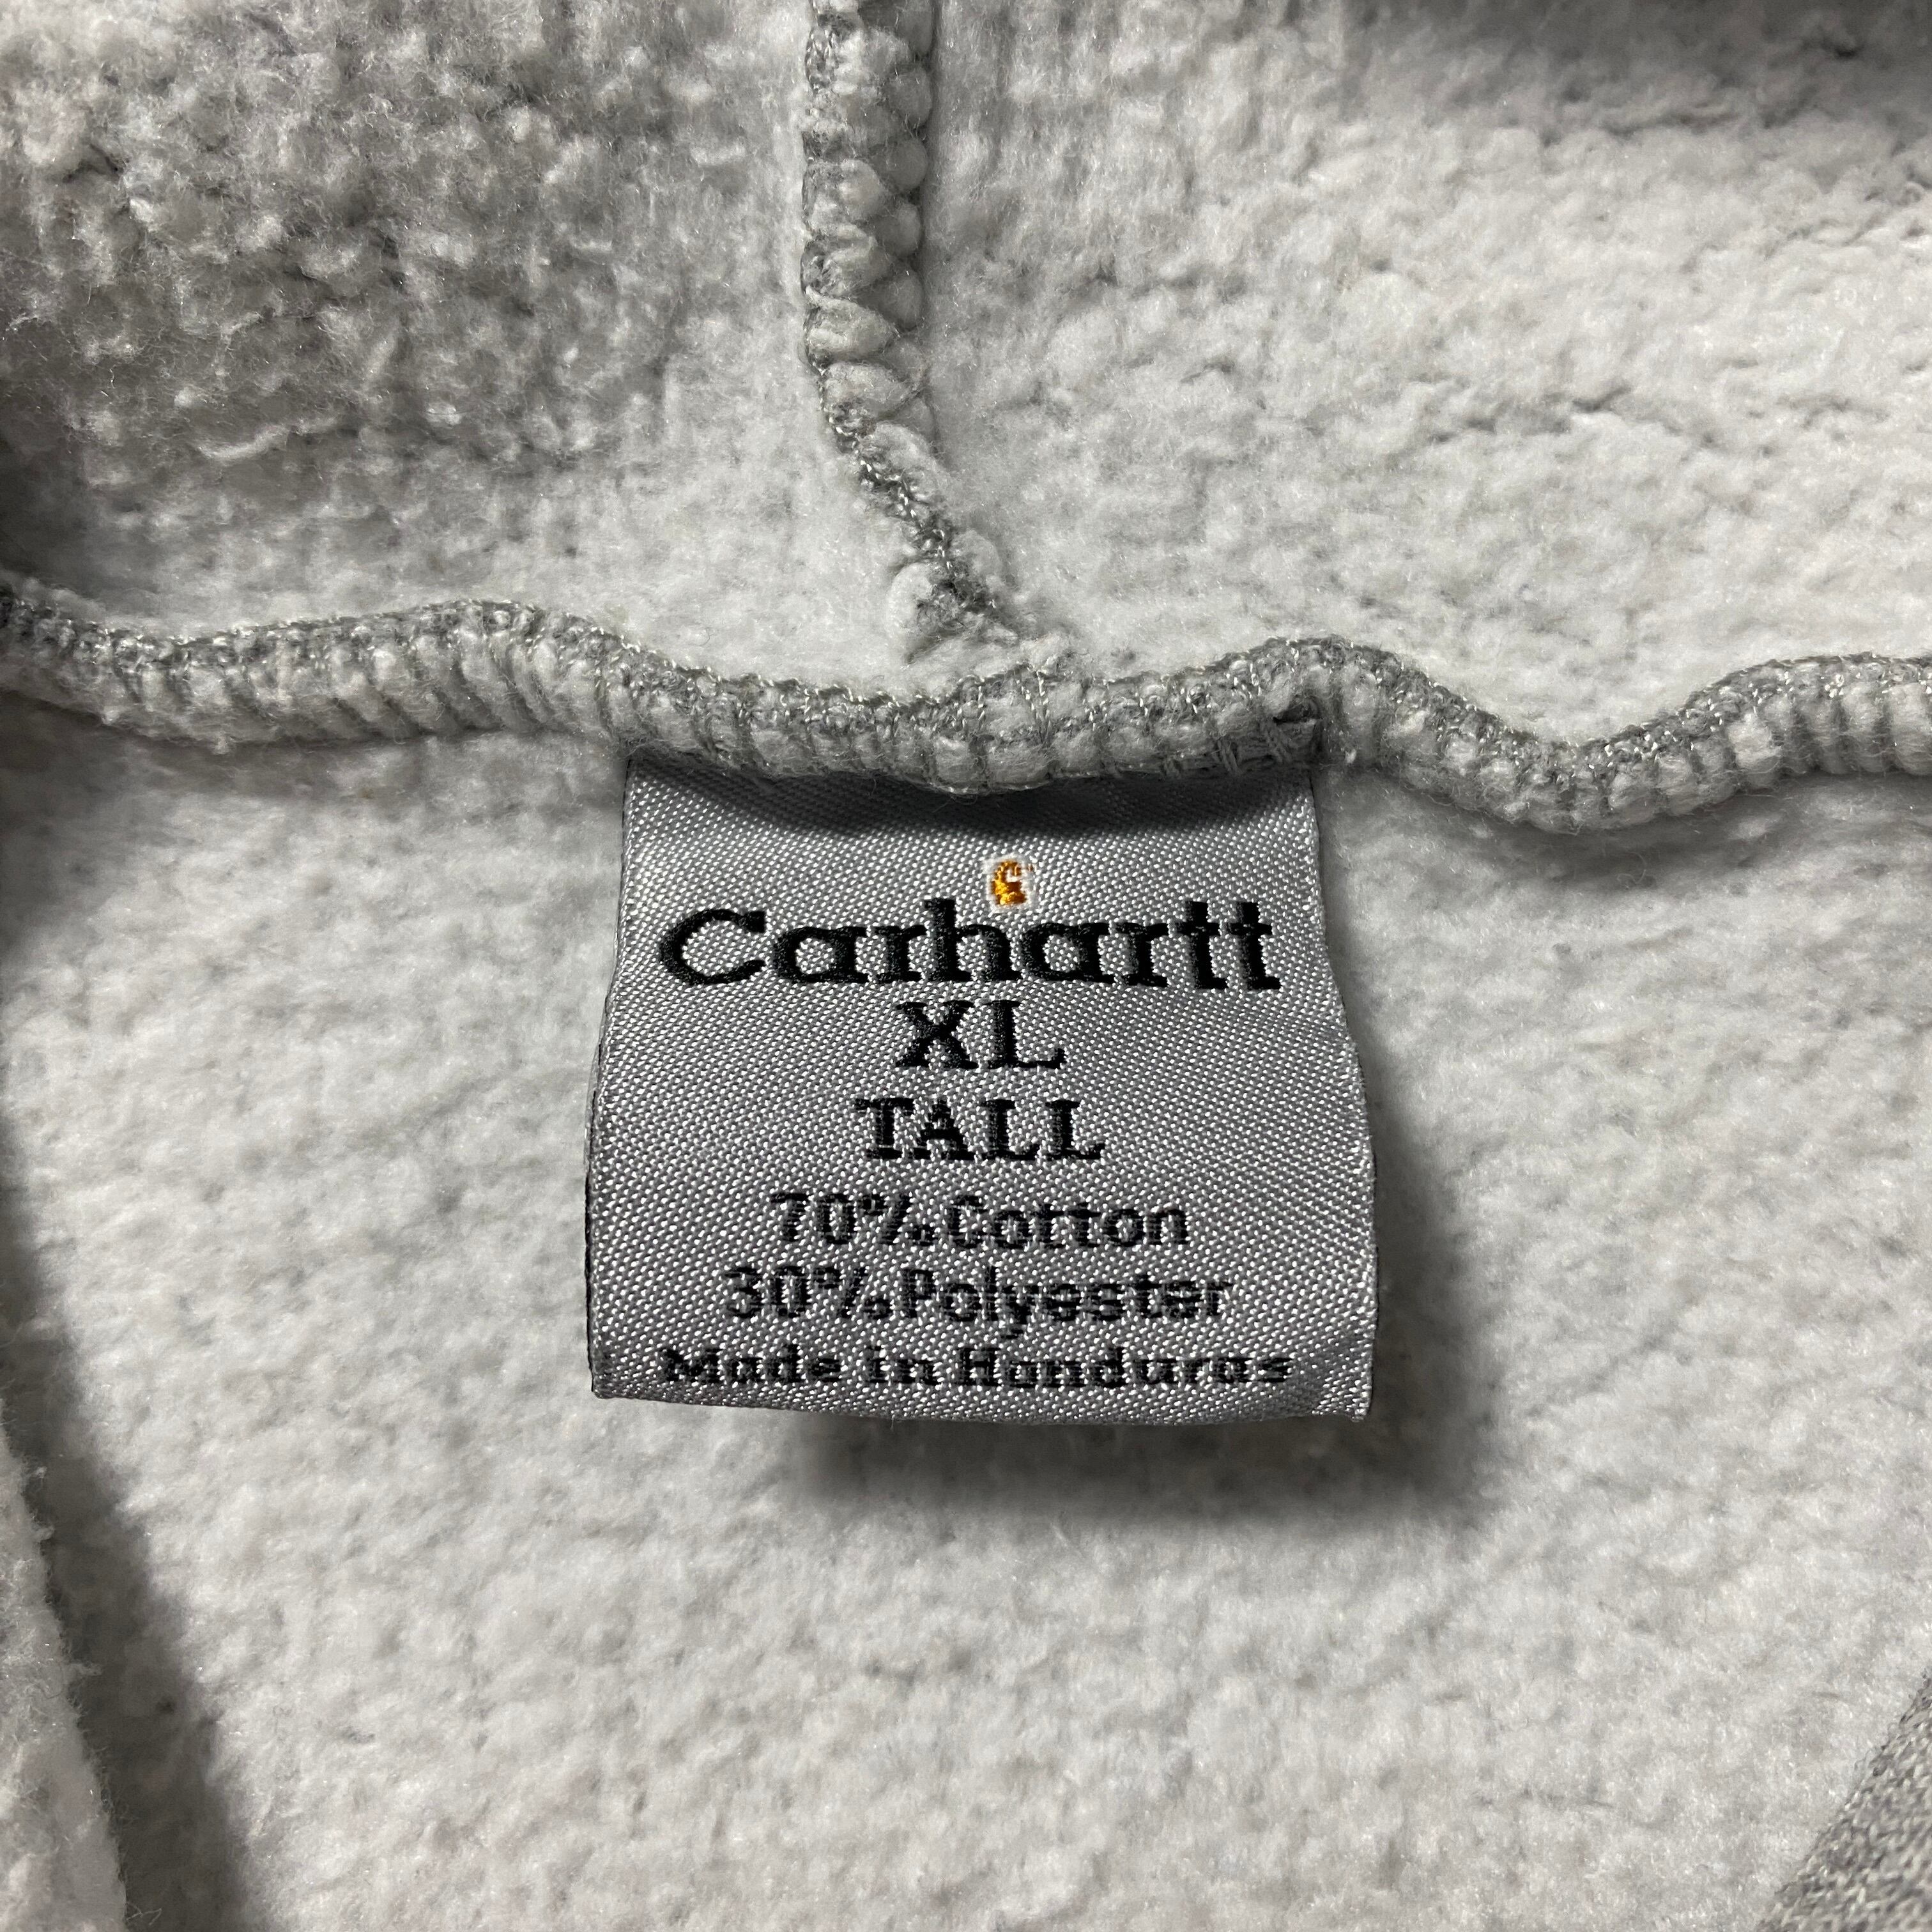 Carhartt
XL
TALL
70%Cotton
30%Polyester
Made in Honduras